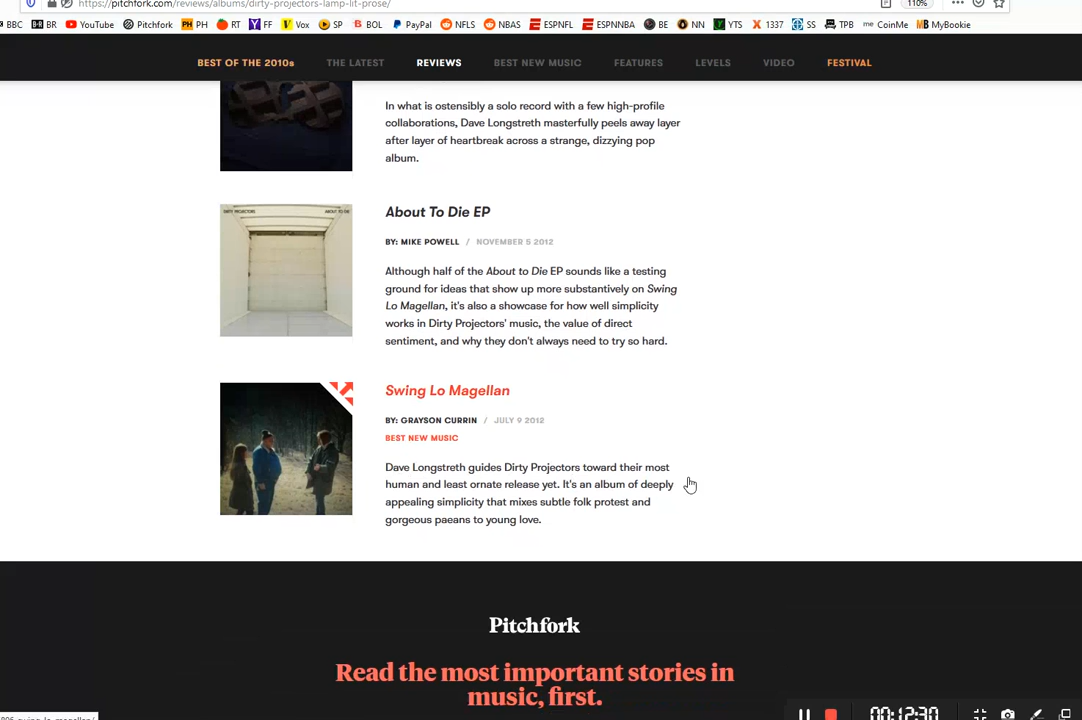 https://pitchfork.com/reviews/albums/dirty-projectors-lamp-lit-prose/
110%
BBC BR YouTube Pitchfork PH RT FF Vox SP BOL PayPal NFLS NBAS ESPNFL ESPNNBA BE NN YTS 1337 SS TPB CoinMe MyBookie
BEST OF THE 2010s THE LATEST REVIEWS BEST NEW MUSIC FEATURES LEVELS VIDEO FESTIVAL
In what is ostensibly a solo record with a few high-profile
collaborations, Dave Longstreth masterfully peels away layer
after layer of heartbreak across a strange, dizzying pop
album.
DIRTY PROJECTORS ABOUT TO DIE
About To Die EP
BY: MIKE POWELL / NOVEMBER 5 2012
Although half of the About to Die EP sounds like a testing
ground for ideas that show up more substantively on Swing
Lo Magellan, it's also a showcase for how well simplicity
works in Dirty Projectors' music, the value of direct
sentiment, and why they don't always need to try so hard.
Swing Lo Magellan
BY: GRAYSON CURRIN / JULY 9 2012
BEST NEW MUSIC
Dave Longstreth guides Dirty Projectors toward their most
human and least ornate release yet. It's an album of deeply
appealing simplicity that mixes subtle folk protest and
gorgeous paeans to young love.
Pitchfork
Read the most important stories in
music, first.
00:12:30